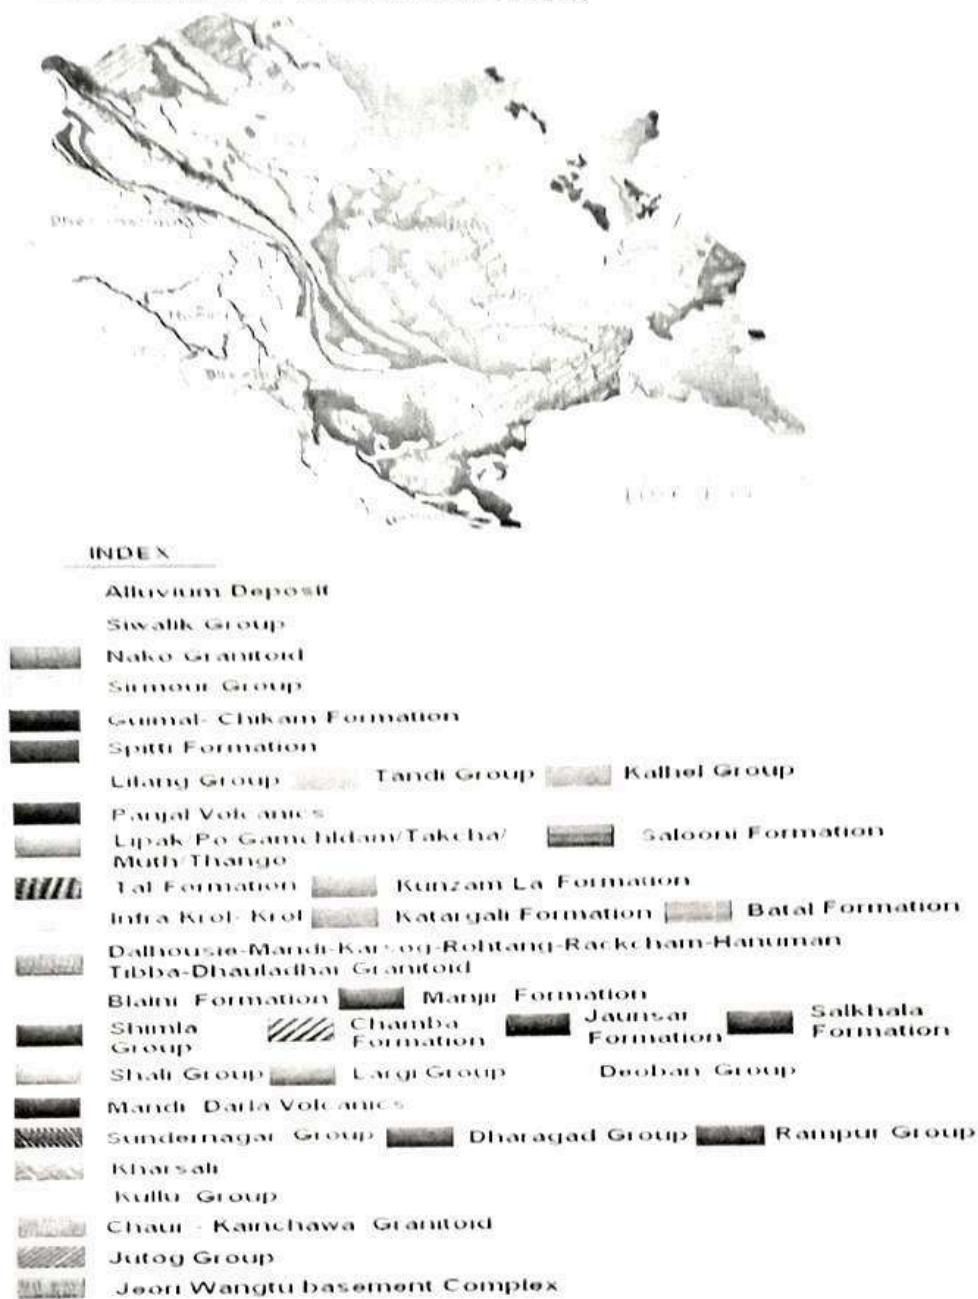 INDEX
Alluvium Deposit
Siwalik Group
Nako Granitoid
Sirmour Group
Guimal- Chikam Formation
Spitti Formation
Lilang Group Tandi Group Kalhel Group
Panjal Volcanics
Lipak/Po Gamchidam/Takcha/ Salooni Formation
Muth/Thango
Tal Formation Kunzam La Formation
Infra Krol- Krol Katargali Formation Batal Formation
Dalhousie-Mandi-Karsog-Rohtang-Rackcham-Hanuman
Tibba-Dhauladhar Granitoid
Blaini Formation Manjir Formation
Shimla Chamba Jaunsar Salkhala
Group Formation Formation Formation
Shali Group Largi Group Deoban Group
Mandi Darla Volcanics
Sundernagar Group Dharagad Group Rampur Group
Kharsali
Kullu Group
Chaur - Kainchawa Granitoid
Jutog Group
Jeori Wangtu basement Complex